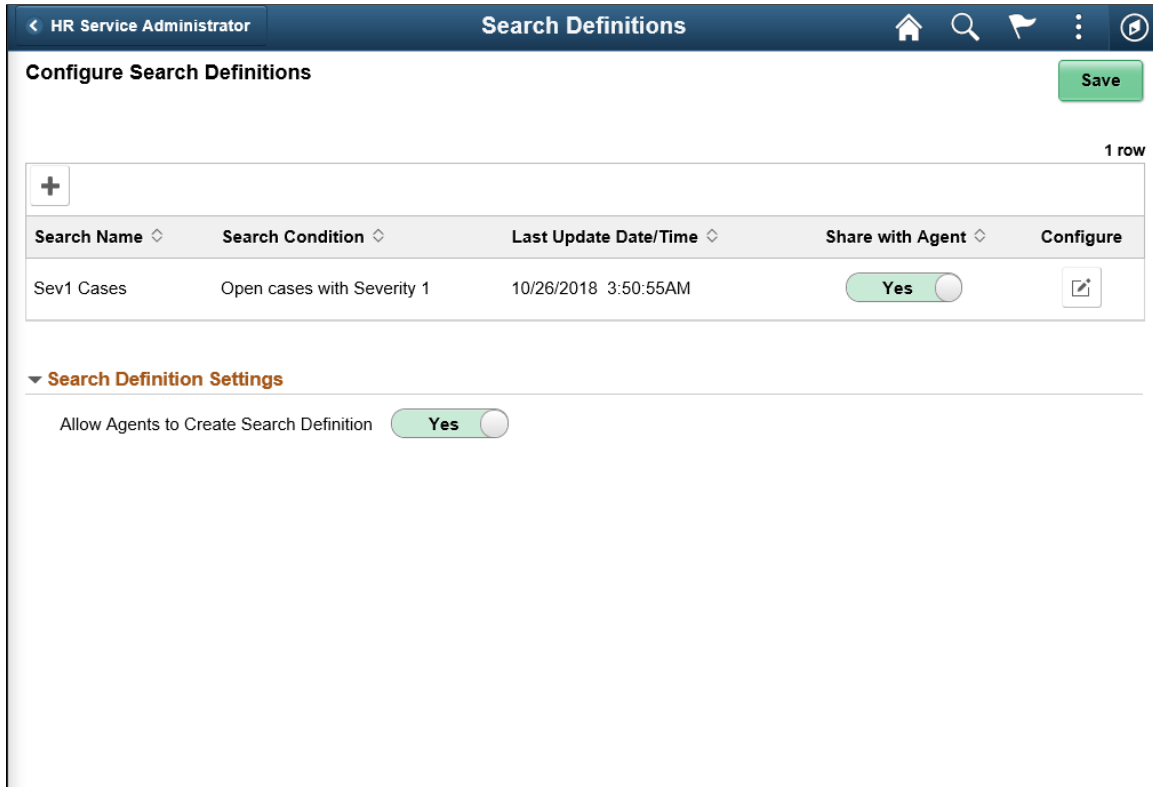 HR Service Administrator Search Definitions
Configure Search Definitions Save
1 row
Search Name Search Condition Last Update Date/Time Share with Agent Configure
Sev1 Cases Open cases with Severity 1 10/26/2018 3:50:55AM Yes
Search Definition Settings
Allow Agents to Create Search Definition Yes